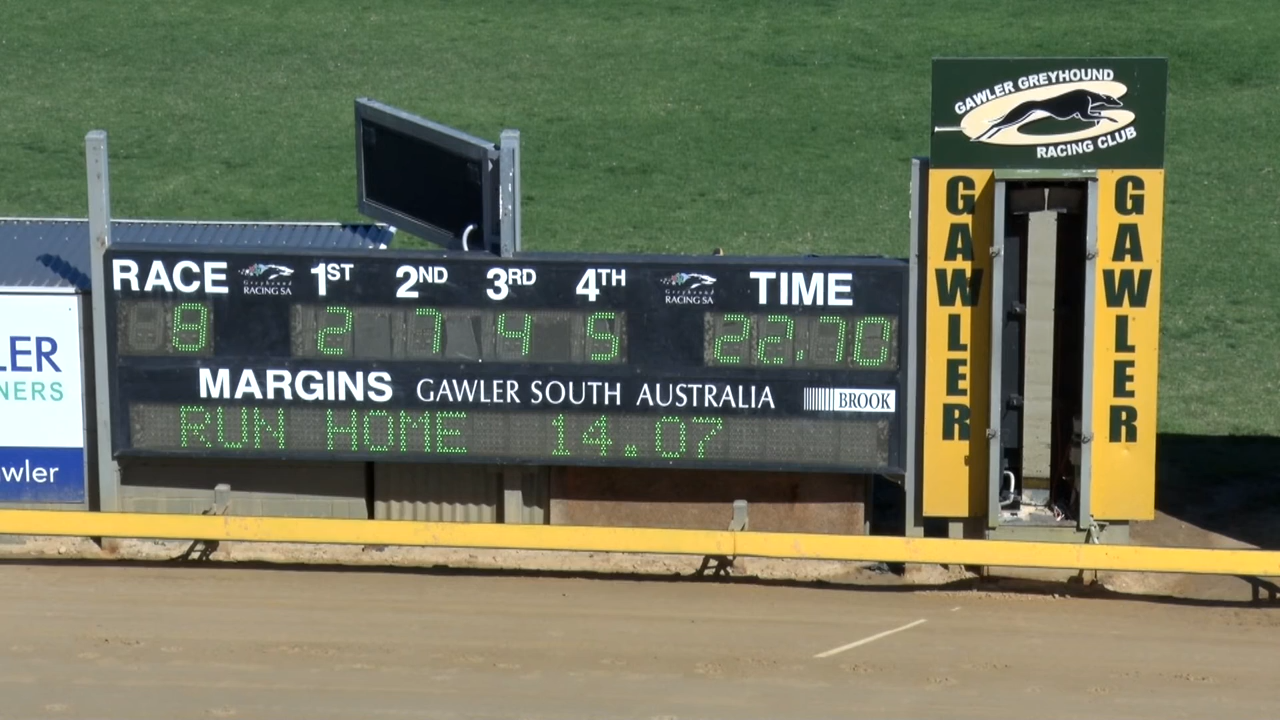 GAWLER GREYHOUND
RACING CLUB
GAWLER
GAWLER
RACE
Greyhound
RACING SA
1ST 2ND 3RD 4TH
Greyhound
RACING SA
TIME
8 2 7 4 5 22.70
MARGINS GAWLER SOUTH AUSTRALIA BROOK
RUN HOME 14.07
LER
NERS
awler